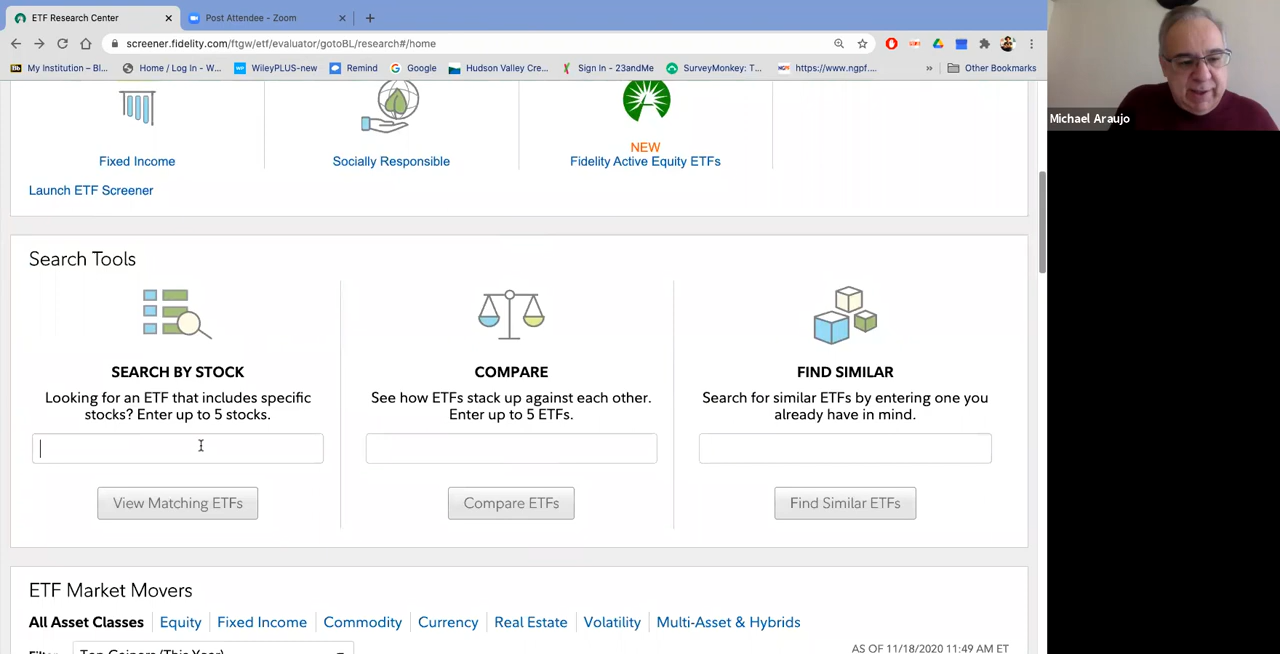 ETF Research Center
Post Attendee - Zoom
screener.fidelity.com/ftgw/etf/evaluator/gotoBL/research#/home
My Institution – Bl...
Home / Log In - W...
WileyPLUS-new
Remind
Google
Hudson Valley Cre...
Sign In - 23andMe
SurveyMonkey: T...
https://www.ngpf....
»
Other Bookmarks
Michael Araujo
NEW
Fixed Income
Socially Responsible
Fidelity Active Equity ETFs
Launch ETF Screener
Search Tools
SEARCH BY STOCK
Looking for an ETF that includes specific
stocks? Enter up to 5 stocks.
View Matching ETFs
COMPARE
See how ETFs stack up against each other.
Enter up to 5 ETFs.
Compare ETFs
FIND SIMILAR
Search for similar ETFs by entering one you
already have in mind.
Find Similar ETFs
ETF Market Movers
All Asset Classes
Equity
Fixed Income
Commodity
Currency
Real Estate
Volatility
Multi-Asset & Hybrids
Filter
Top Gainers (This Year)
AS OF 11/18/2020 11:49 AM ET